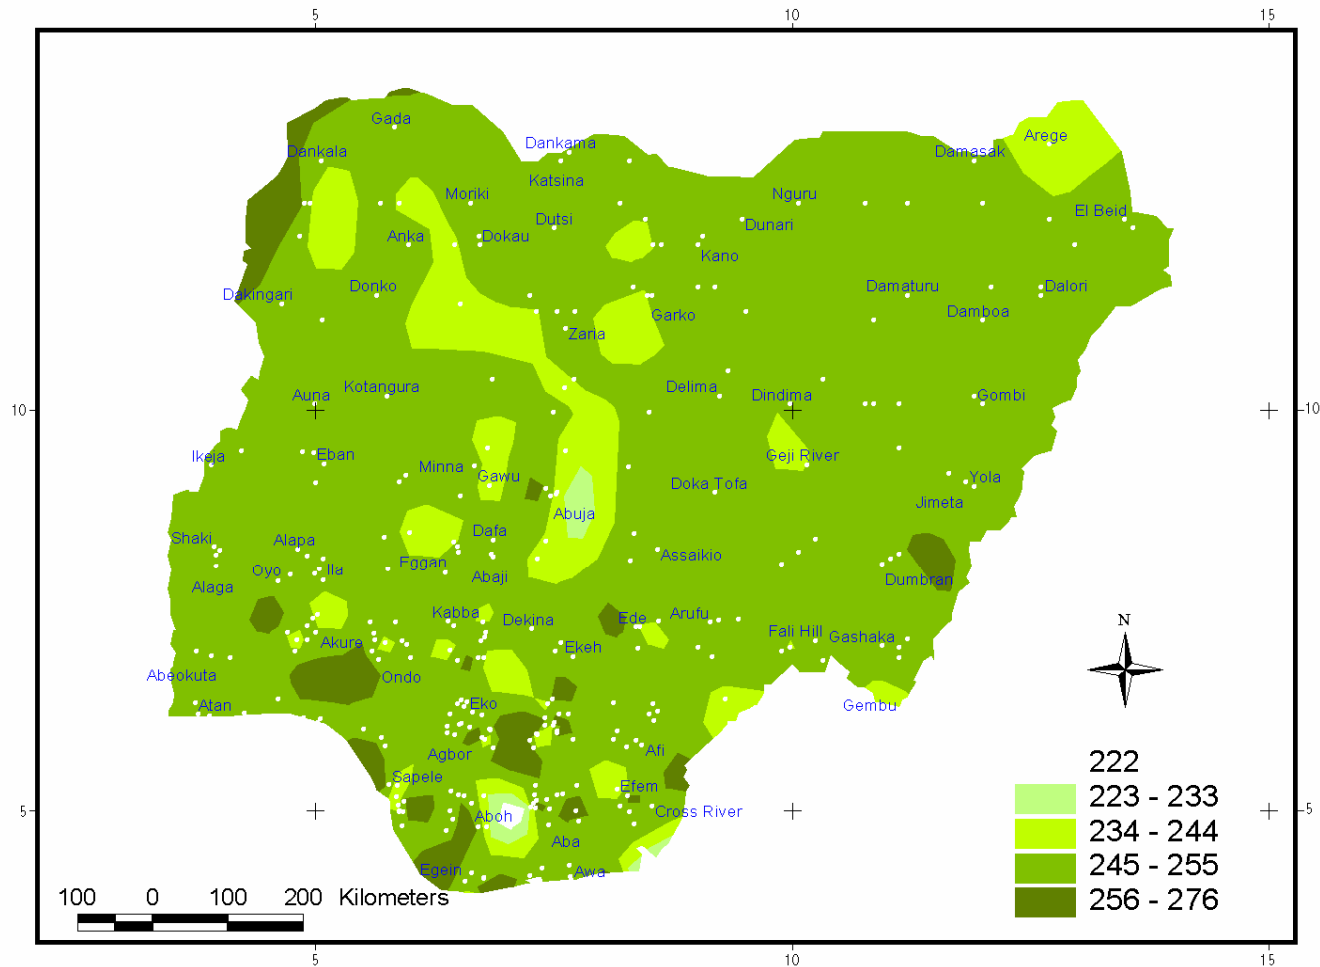 5 10 15
Gada
Dankama
Dankala
Arege
Damasak
Katsina
Moriki
Nguru
El Beid
Dutsi
Dunari
Anka
Dokau
Kano
Donko
Dakingari
Damaturu
Dalori
Garko
Damboa
Zaria
Kotangura
Delima
Auna
Dindima
Gombi
10 10
Ikeja
Eban
Geji River
Minna
Gawu
Doka Tofa
Yola
Jimeta
Abuja
Dafa
Shaki
Alapa
Assaikio
Fggan
Oyo
Ila
Abaji
Alaga
Dumbran
Kabba
Dekina
Ede
Arufu
N
Akure
Fali Hill
Gashaka
Ekeh
Abeokuta
Ondo
Atan
Eko
Gembu
Agbor
Afi
222
Sapele
Efem
223 - 233
5 5
Aboh
Cross River
234 - 244
Aba
245 - 255
Egein
Awa
256 - 276
100 0 100 200 Kilometers
5 10 15